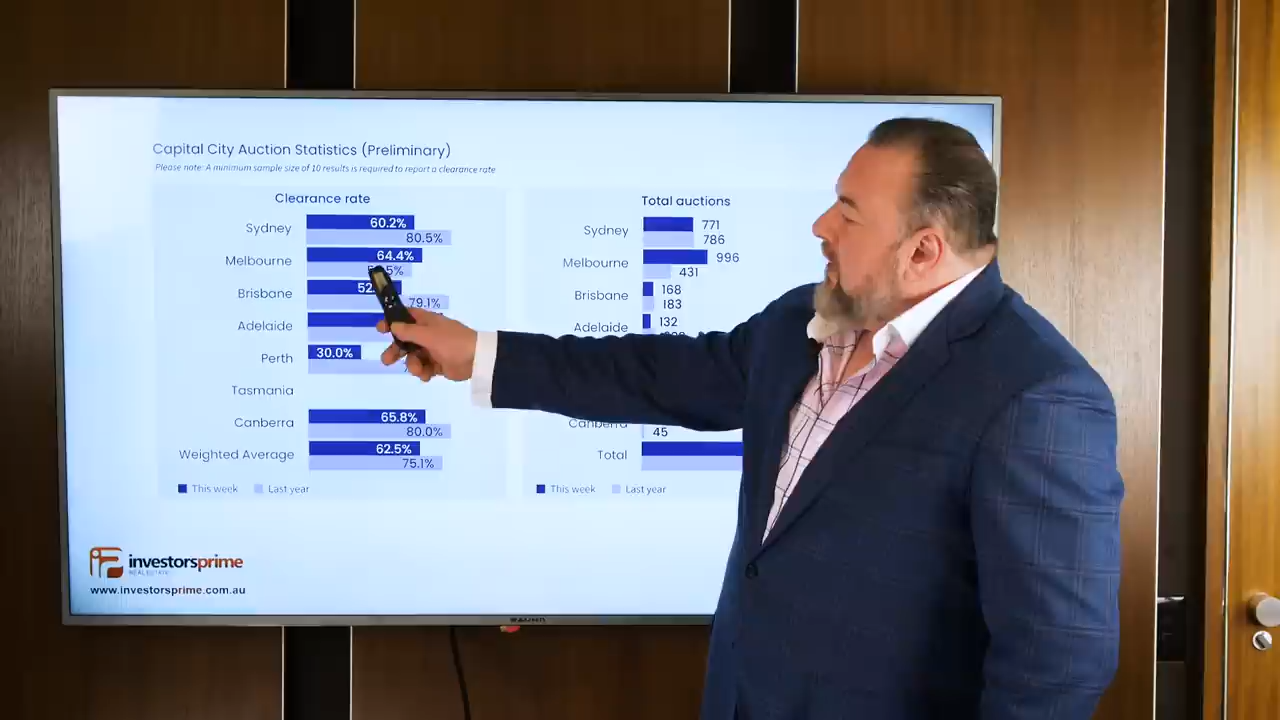 Capital City Auction Statistics (Preliminary)
Please note: A minimum sample size of 10 results is required to report a clearance rate
Clearance rate
Sydney
60.2%
80.5%
Melbourne
64.4%
Brisbane
79.1%
Adelaide
Perth
30.0%
Tasmania
Canberra
65.8%
80.0%
Weighted Average
62.5%
75.1%
This week
Last year
Total auctions
Sydney
771
786
Melbourne
996
431
Brisbane
168
183
Adelaide
132
Canberra
45
Total
This week
Last year
investorsprime
REAL ESTATE
www.investorsprime.com.au